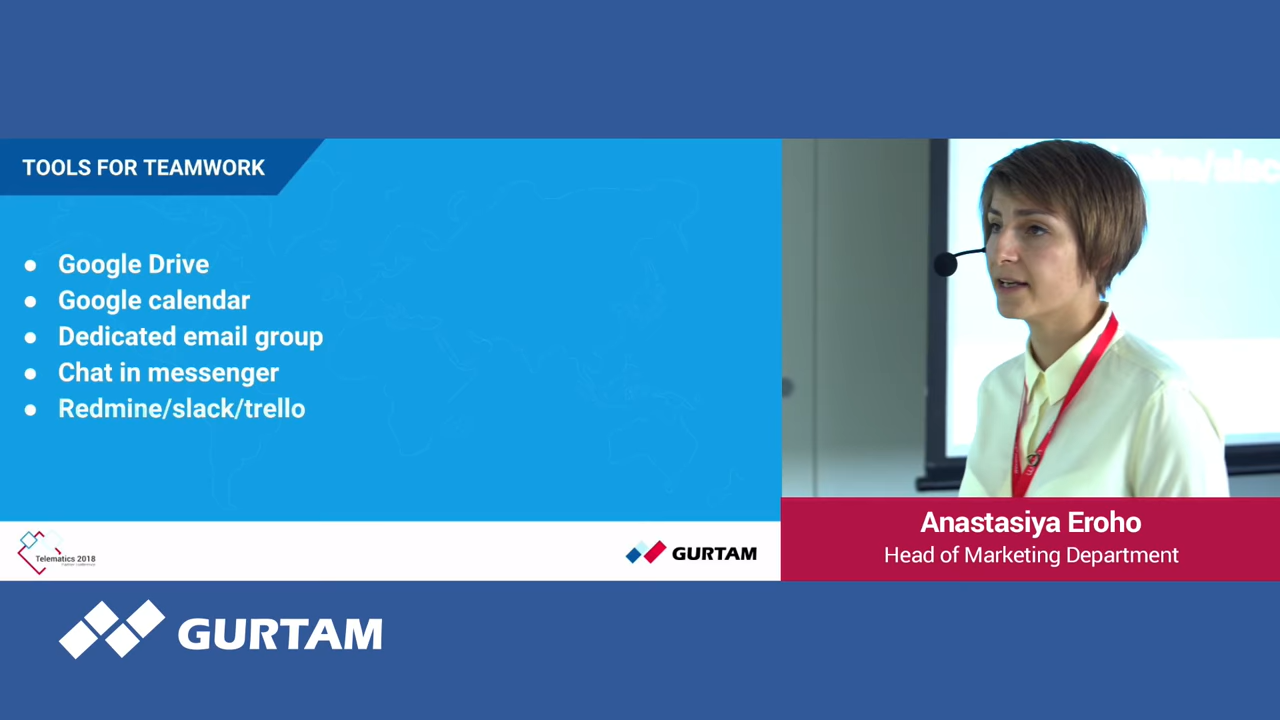 TOOLS FOR TEAMWORK
● Google Drive
● Google calendar
● Dedicated email group
● Chat in messenger
● Redmine/slack/trello
Telematics 2018
GURTAM
Anastasiya Eroho
Head of Marketing Department
GURTAM